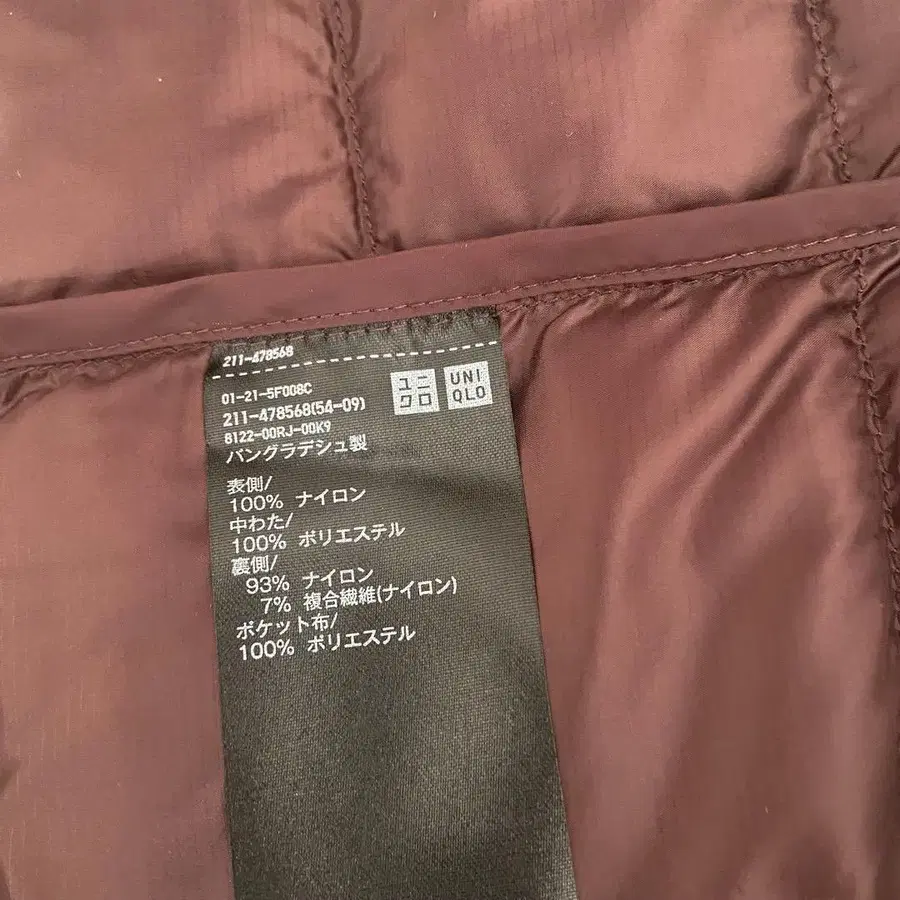 211-478568
01-21-5F008C
211-478568(54-09)
8122-00RJ-00K9
バングラデシュ製
ユニ
クロ
UNI
QLO
表側/
100% ナイロン
中わた/
100% ポリエステル
裏側/
93% ナイロン
7% 複合繊維(ナイロン)
ポケット布/
100% ポリエステル